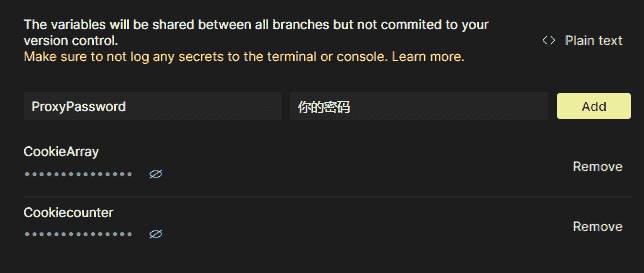 The variables will be shared between all branches but not commited to your
version control.
Make sure to not log any secrets to the terminal or console. Learn more.
<> Plain text
ProxyPassword
你的密码
Add
CookieArray
Remove
•••••••••••••••
Cookiecounter
Remove
•••••••••••••••